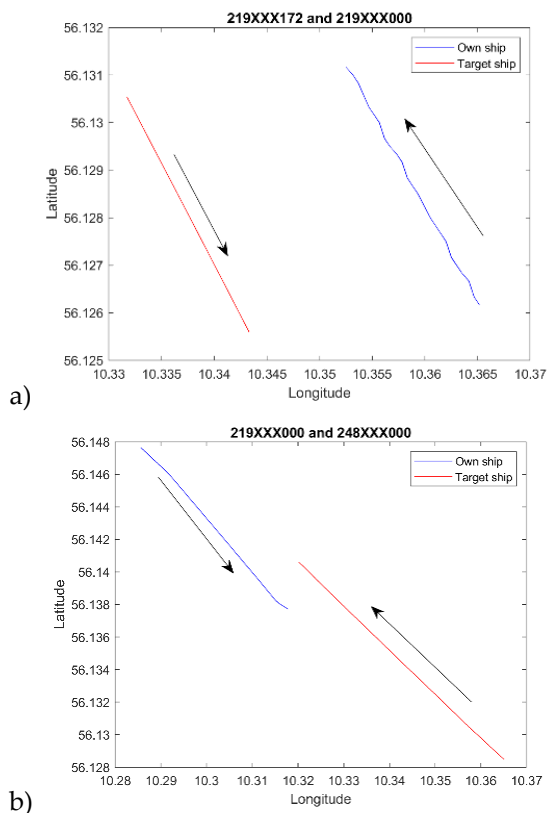 219XXX172 and 219XXX000
56.132
56.131
56.13
56.129
56.128
56.127
56.126
56.125
Latitude
Own ship
Target ship
10.33 10.335 10.34 10.345 10.35 10.355 10.36 10.365 10.37
Longitude
a)
219XXX000 and 248XXX000
56.148
56.146
56.144
56.142
56.14
56.138
56.136
56.134
56.132
56.13
56.128
Latitude
Own ship
Target ship
10.28 10.29 10.3 10.31 10.32 10.33 10.34 10.35 10.36 10.37
Longitude
b)